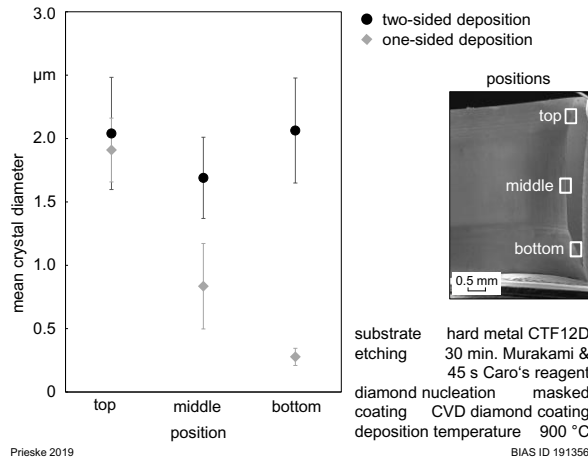 3.0
µm
2.0
1.5
1.0
0.5
0
mean crystal diameter
top
middle
bottom
position
two-sided deposition
one-sided deposition
positions
top
middle
bottom
0.5 mm
substrate hard metal CTF12D
etching 30 min. Murakami &
45 s Caro‘s reagent
diamond nucleation masked
coating CVD diamond coating
deposition temperature 900 °C
Prieske 2019
BIAS ID 191356